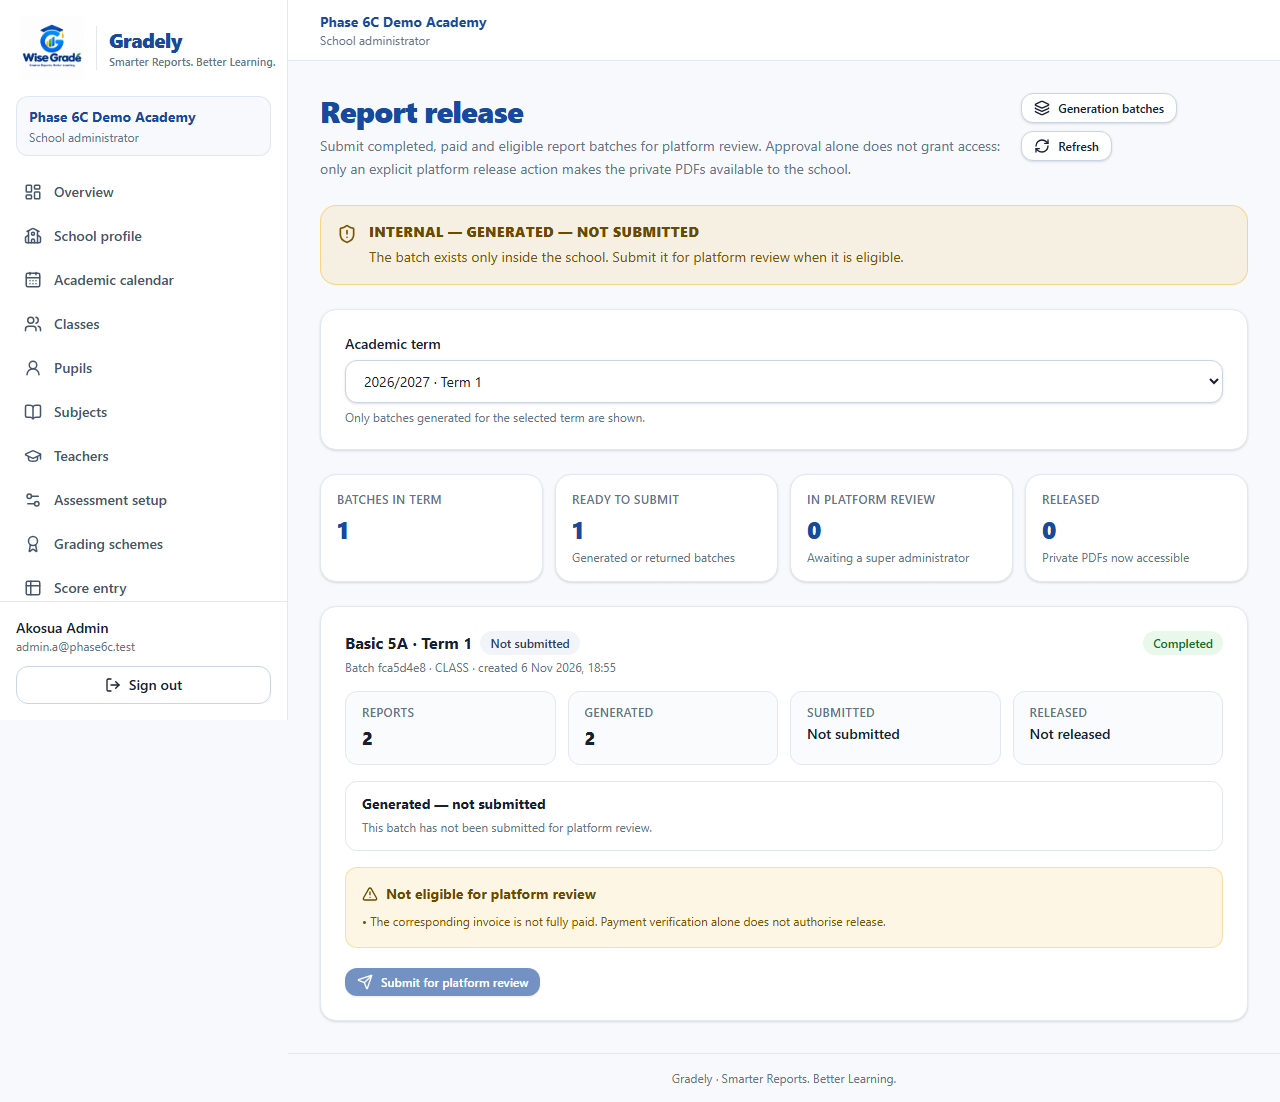 Wise Grade
Gradely
Smarter Reports. Better Learning.
Phase 6C Demo Academy
School administrator
Overview
School profile
Academic calendar
Classes
Pupils
Subjects
Teachers
Assessment setup
Grading schemes
Score entry
Akosua Admin
admin.a@phase6c.test
Sign out
Phase 6C Demo Academy
School administrator
Report release
Submit completed, paid and eligible report batches for platform review. Approval alone does not grant access:
only an explicit platform release action makes the private PDFs available to the school.
Generation batches
Refresh
INTERNAL — GENERATED — NOT SUBMITTED
The batch exists only inside the school. Submit it for platform review when it is eligible.
Academic term
2026/2027 · Term 1
Only batches generated for the selected term are shown.
BATCHES IN TERM
1
READY TO SUBMIT
1
Generated or returned batches
IN PLATFORM REVIEW
0
Awaiting a super administrator
RELEASED
0
Private PDFs now accessible
Basic 5A · Term 1
Not submitted
Completed
Batch fca5d4e8 · CLASS · created 6 Nov 2026, 18:55
REPORTS
2
GENERATED
2
SUBMITTED
Not submitted
RELEASED
Not released
Generated — not submitted
This batch has not been submitted for platform review.
Not eligible for platform review
• The corresponding invoice is not fully paid. Payment verification alone does not authorise release.
Submit for platform review
Gradely · Smarter Reports. Better Learning.